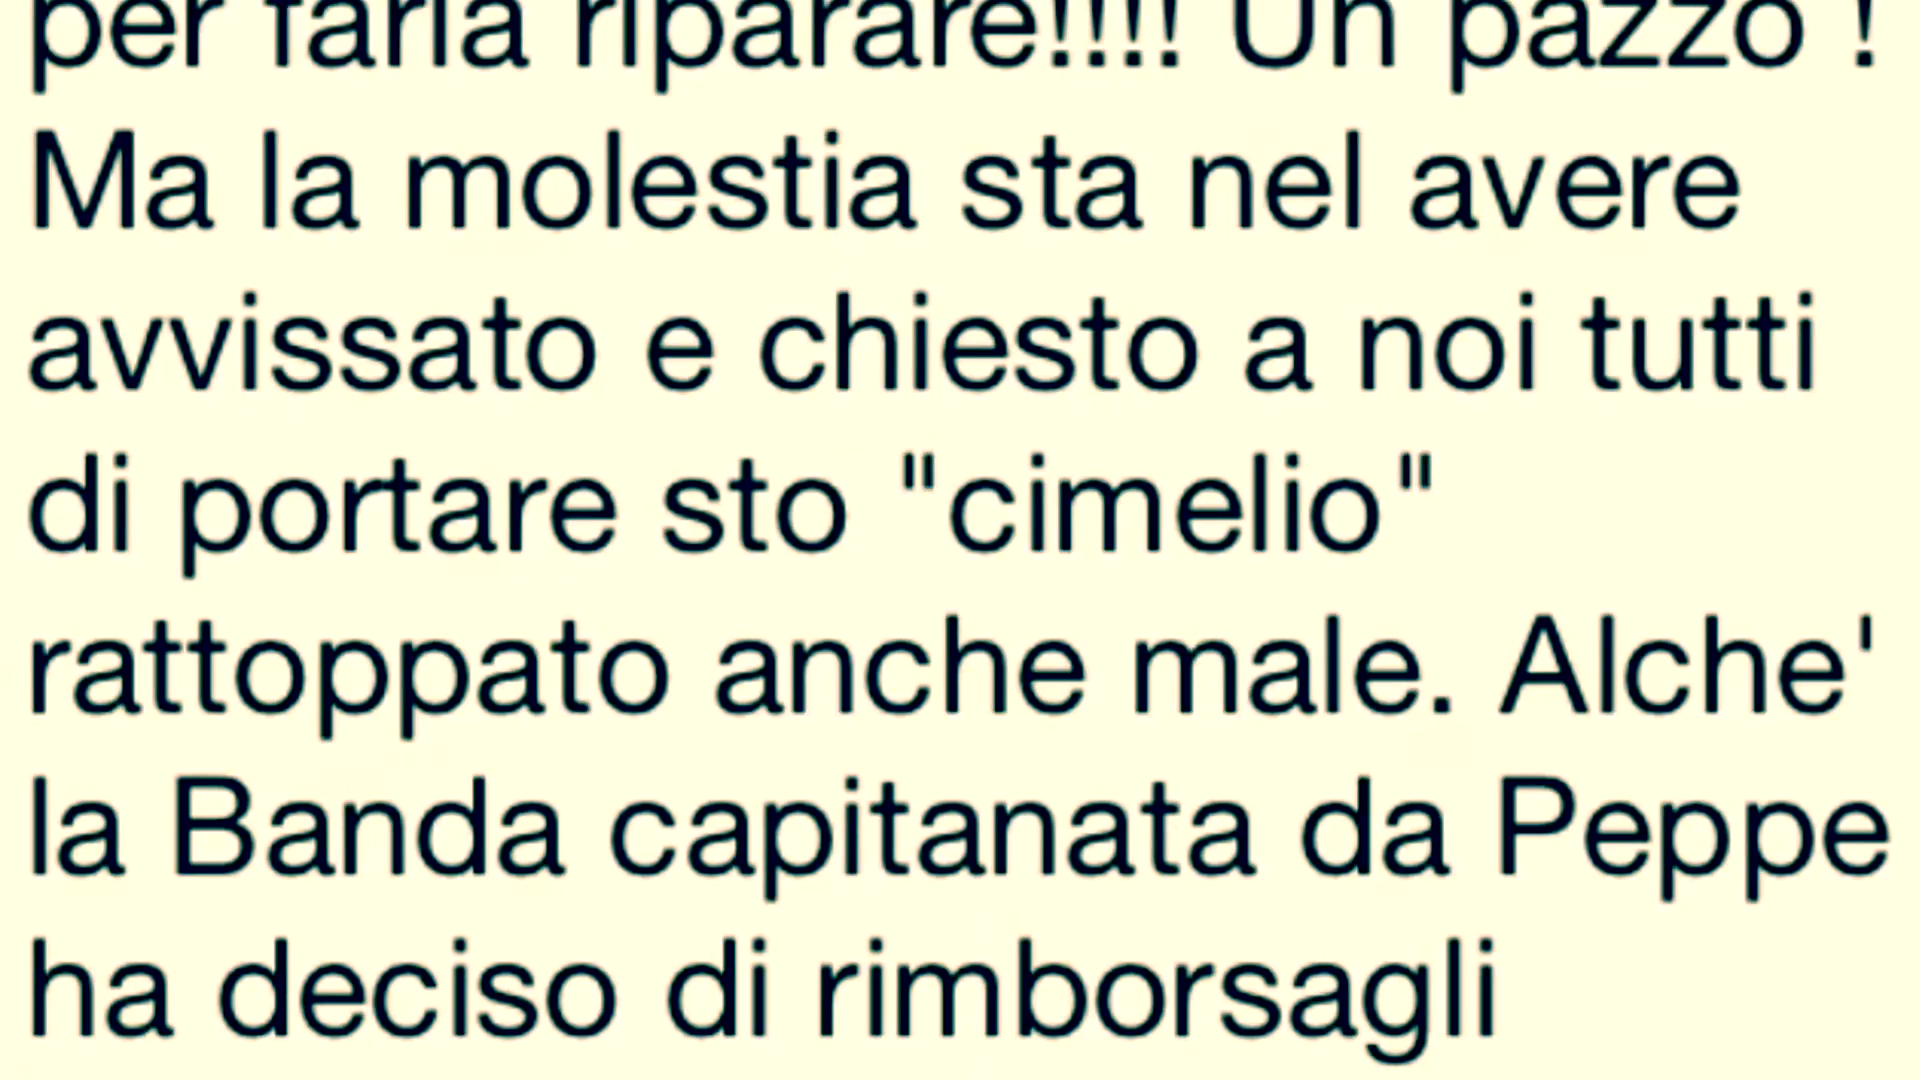 per farla riparare!!!! Un pazzo !
Ma la molestia sta nel avere
avvissato e chiesto a noi tutti
di portare sto "cimelio"
rattoppato anche male. Alche'
la Banda capitanata da Peppe
ha deciso di rimborsagli